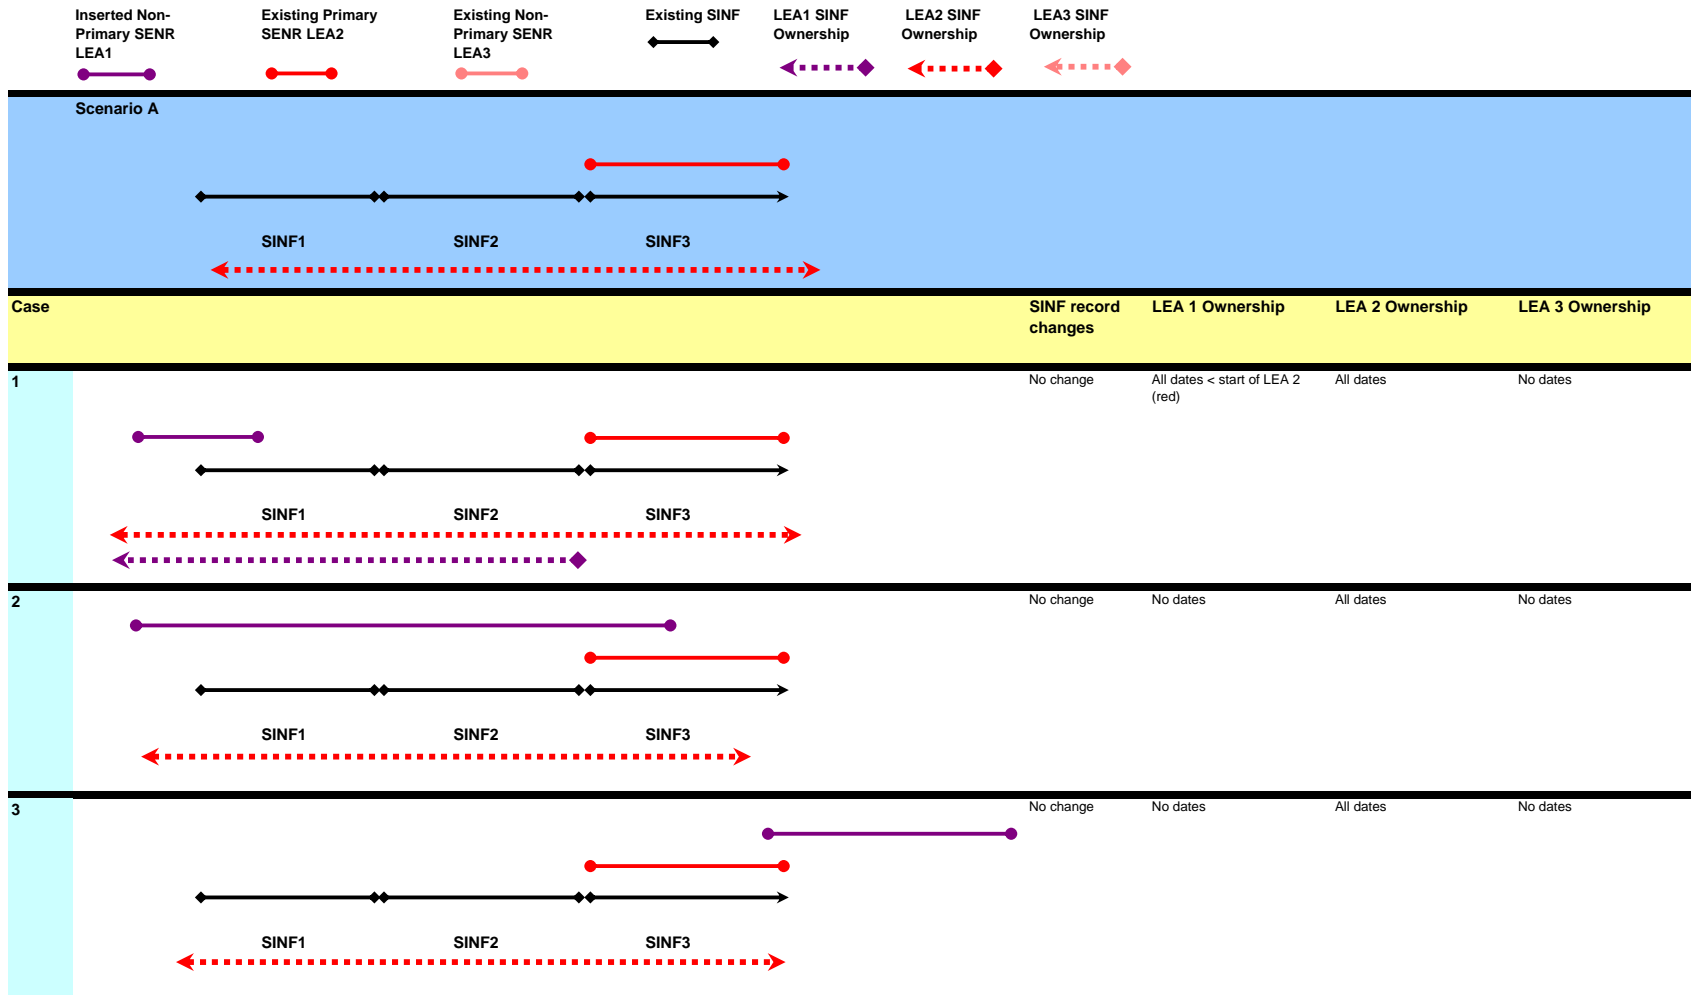 Inserted Non-
Primary SENR
LEA1
Existing Primary
SENR LEA2
Existing Non-
Primary SENR
LEA3
Existing SINF
LEA1 SINF
Ownership
LEA2 SINF
Ownership
LEA3 SINF
Ownership
Scenario A
SINF1 SINF2 SINF3
Case
SINF record
changes
LEA 1 Ownership
LEA 2 Ownership
LEA 3 Ownership
1
No change
All dates < start of LEA 2
(red)
All dates
No dates
SINF1 SINF2 SINF3
2
No change
No dates
All dates
No dates
SINF1 SINF2 SINF3
3
No change
No dates
All dates
No dates
SINF1 SINF2 SINF3